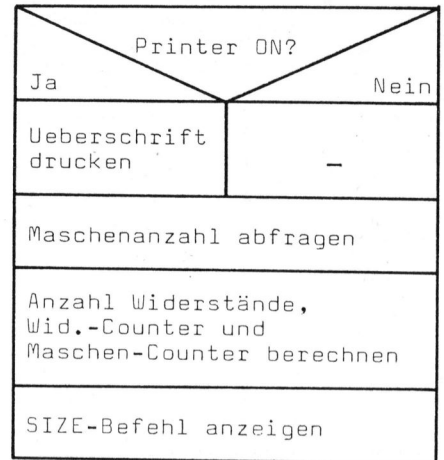 Printer ON?
Ja Nein
Ueberschrift
drucken –
Maschenanzahl abfragen
Anzahl Widerstände,
Wid.-Counter und
Maschen-Counter berechnen
SIZE-Befehl anzeigen